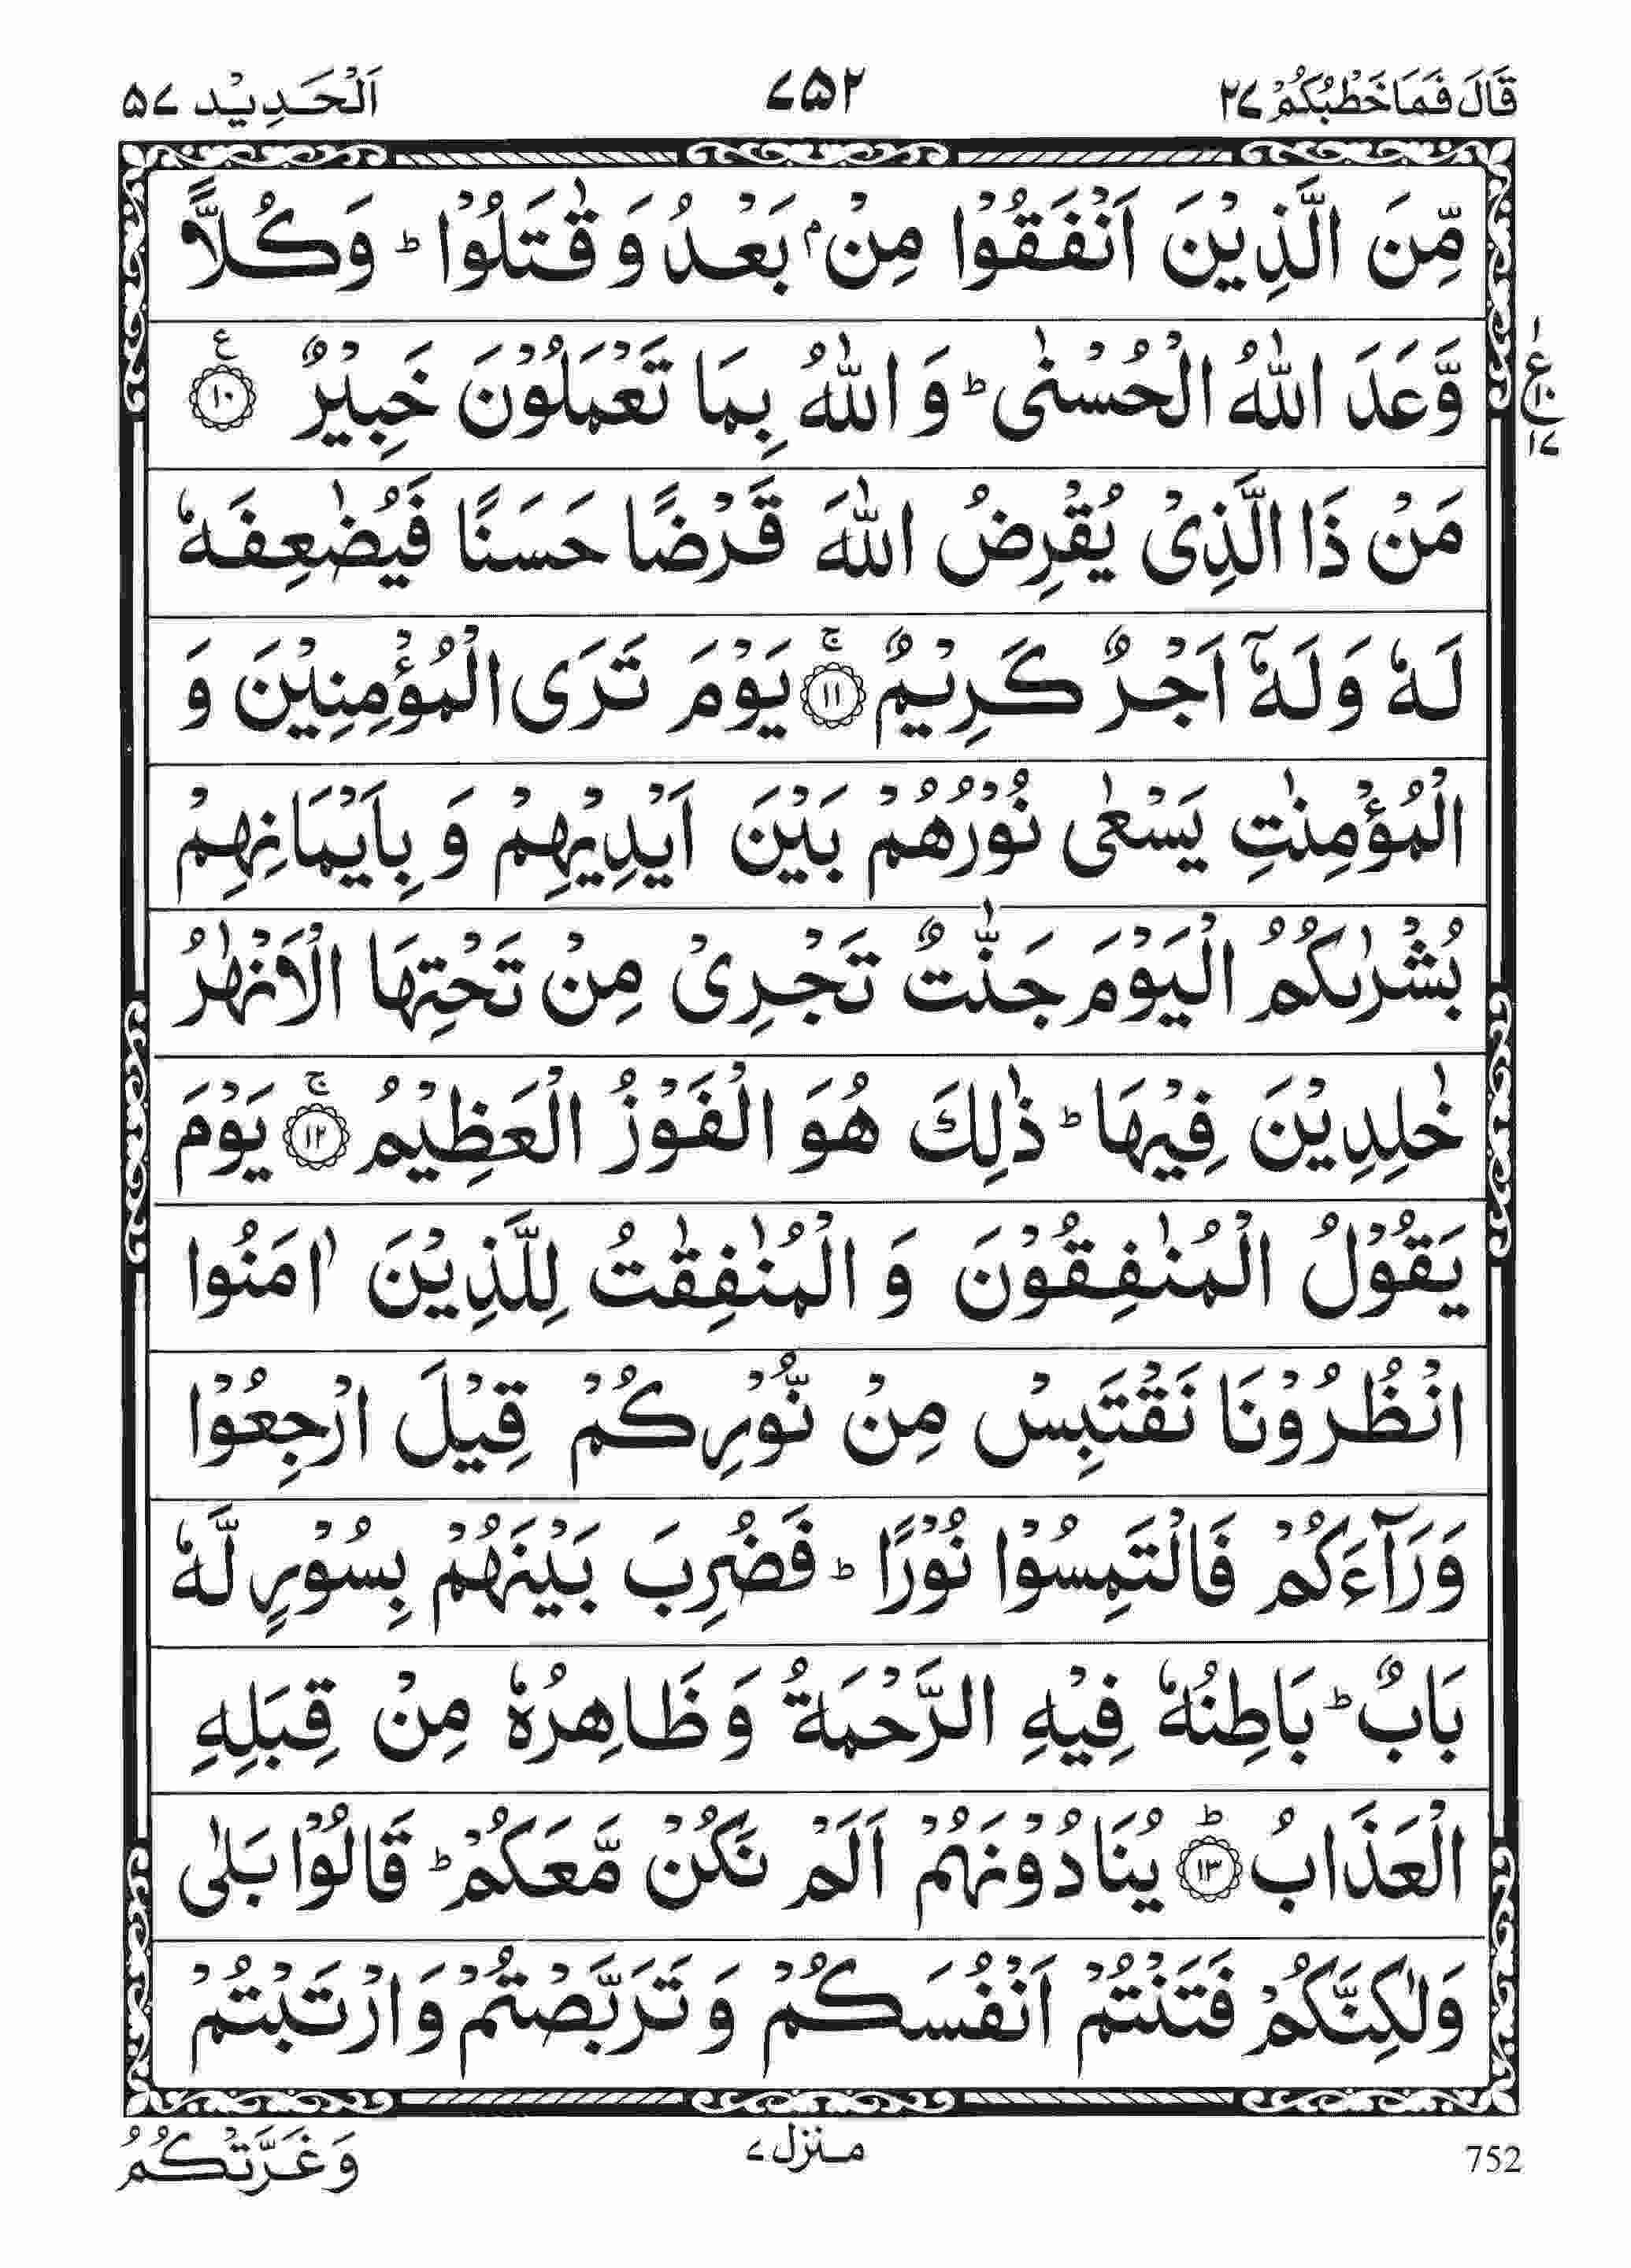 قَالَ فَمَا خَطْبُكُمْ ٢٧ ٧٥٢ اَلْحَدِيْد ٥٧
مِّنَ الَّذِيْنَ اَنْفَقُوْا مِنْۢ بَعْدُ وَ قٰتَلُوْا ؕ وَكُلًّا
وَّعَدَ اللّٰهُ الْحُسْنٰى ؕ وَ اللّٰهُ بِمَا تَعْمَلُوْنَ خَبِيْرٌ ۧ ﴿١٠﴾
١ ع ١٠ ١٧
مَنْ ذَا الَّذِيْ يُقْرِضُ اللّٰهَ قَرْضًا حَسَنًا فَيُضٰعِفَهٗ
لَهٗ وَ لَهٗۤ اَجْرٌ كَرِيْمٌ ۚ ﴿١١﴾ يَوْمَ تَرَى الْمُؤْمِنِيْنَ وَ
الْمُؤْمِنٰتِ يَسْعٰى نُوْرُهُمْ بَيْنَ اَيْدِيْهِمْ وَ بِاَيْمَانِهِمْ
بُشْرٰىكُمُ الْيَوْمَ جَنّٰتٌ تَجْرِيْ مِنْ تَحْتِهَا الْاَنْهٰرُ
خٰلِدِيْنَ فِيْهَا ؕ ذٰلِكَ هُوَ الْفَوْزُ الْعَظِيْمُ ۚ ﴿١٢﴾ يَوْمَ
يَقُوْلُ الْمُنٰفِقُوْنَ وَ الْمُنٰفِقٰتُ لِلَّذِيْنَ اٰمَنُوا
انْظُرُوْنَا نَقْتَبِسْ مِنْ نُّوْرِكُمْ قِيْلَ ارْجِعُوْا
وَرَآءَكُمْ فَالْتَمِسُوْا نُوْرًا ؕ فَضُرِبَ بَيْنَهُمْ بِسُوْرٍ لَّهٗ
بَابٌ ؕ بَاطِنُهٗ فِيْهِ الرَّحْمَةُ وَ ظَاهِرُهٗ مِنْ قِبَلِهِ
الْعَذَابُ ؕ ﴿١٣﴾ يُنَادُوْنَهُمْ اَلَمْ نَكُنْ مَّعَكُمْ ؕ قَالُوْا بَلٰى
وَلٰكِنَّكُمْ فَتَنْتُمْ اَنْفُسَكُمْ وَ تَرَبَّصْتُمْ وَ ارْتَبْتُمْ
752 منزل ٧ وَ غَرَّتْكُمُ